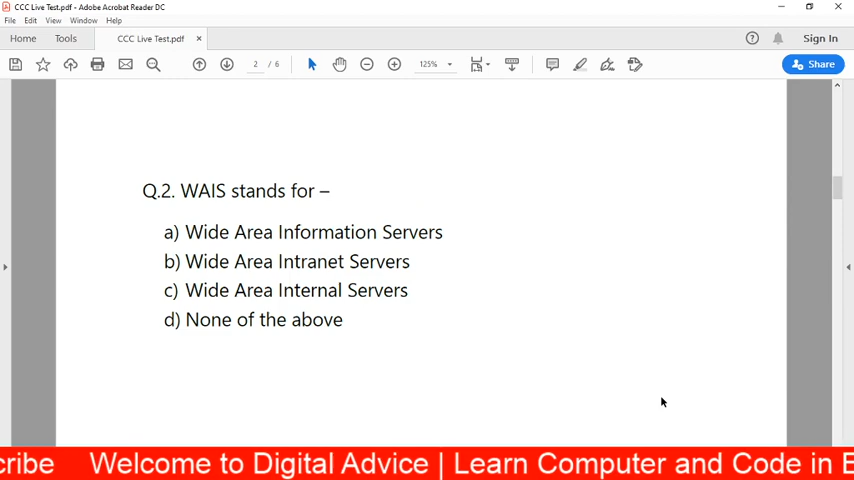 CCC Live Test.pdf - Adobe Acrobat Reader DC
File Edit View Window Help
Home Tools CCC Live Test.pdf × Sign In
2 / 6 125% Share
Q.2. WAIS stands for –
a) Wide Area Information Servers
b) Wide Area Intranet Servers
c) Wide Area Internal Servers
d) None of the above
cribe Welcome to Digital Advice | Learn Computer and Code in E